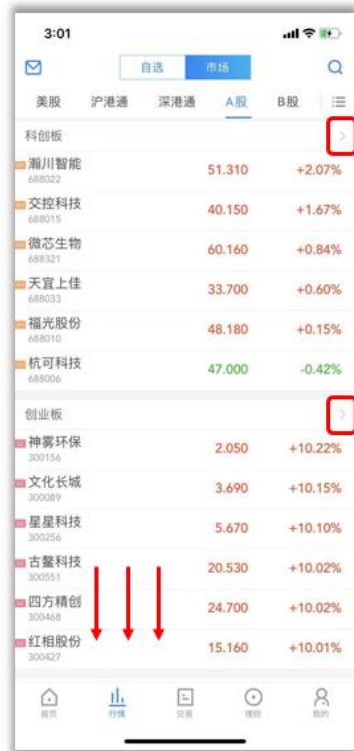 3:01
自选 市场
美股 沪港通 深港通 A股 B股
科创板
瀚川智能 51.310 +2.07%
688022
交控科技 40.150 +1.67%
688015
微芯生物 60.160 +0.84%
688321
天宜上佳 33.700 +0.60%
688033
福光股份 48.180 +0.15%
688010
杭可科技 47.000 -0.42%
688006
创业板
神雾环保 2.050 +10.22%
300156
文化长城 3.690 +10.15%
300089
星星科技 5.670 +10.10%
300256
古鳌科技 20.530 +10.02%
300551
四方精创 24.700 +10.02%
300468
红相股份 15.160 +10.01%
300427
首页 行情 交易 理财 我的